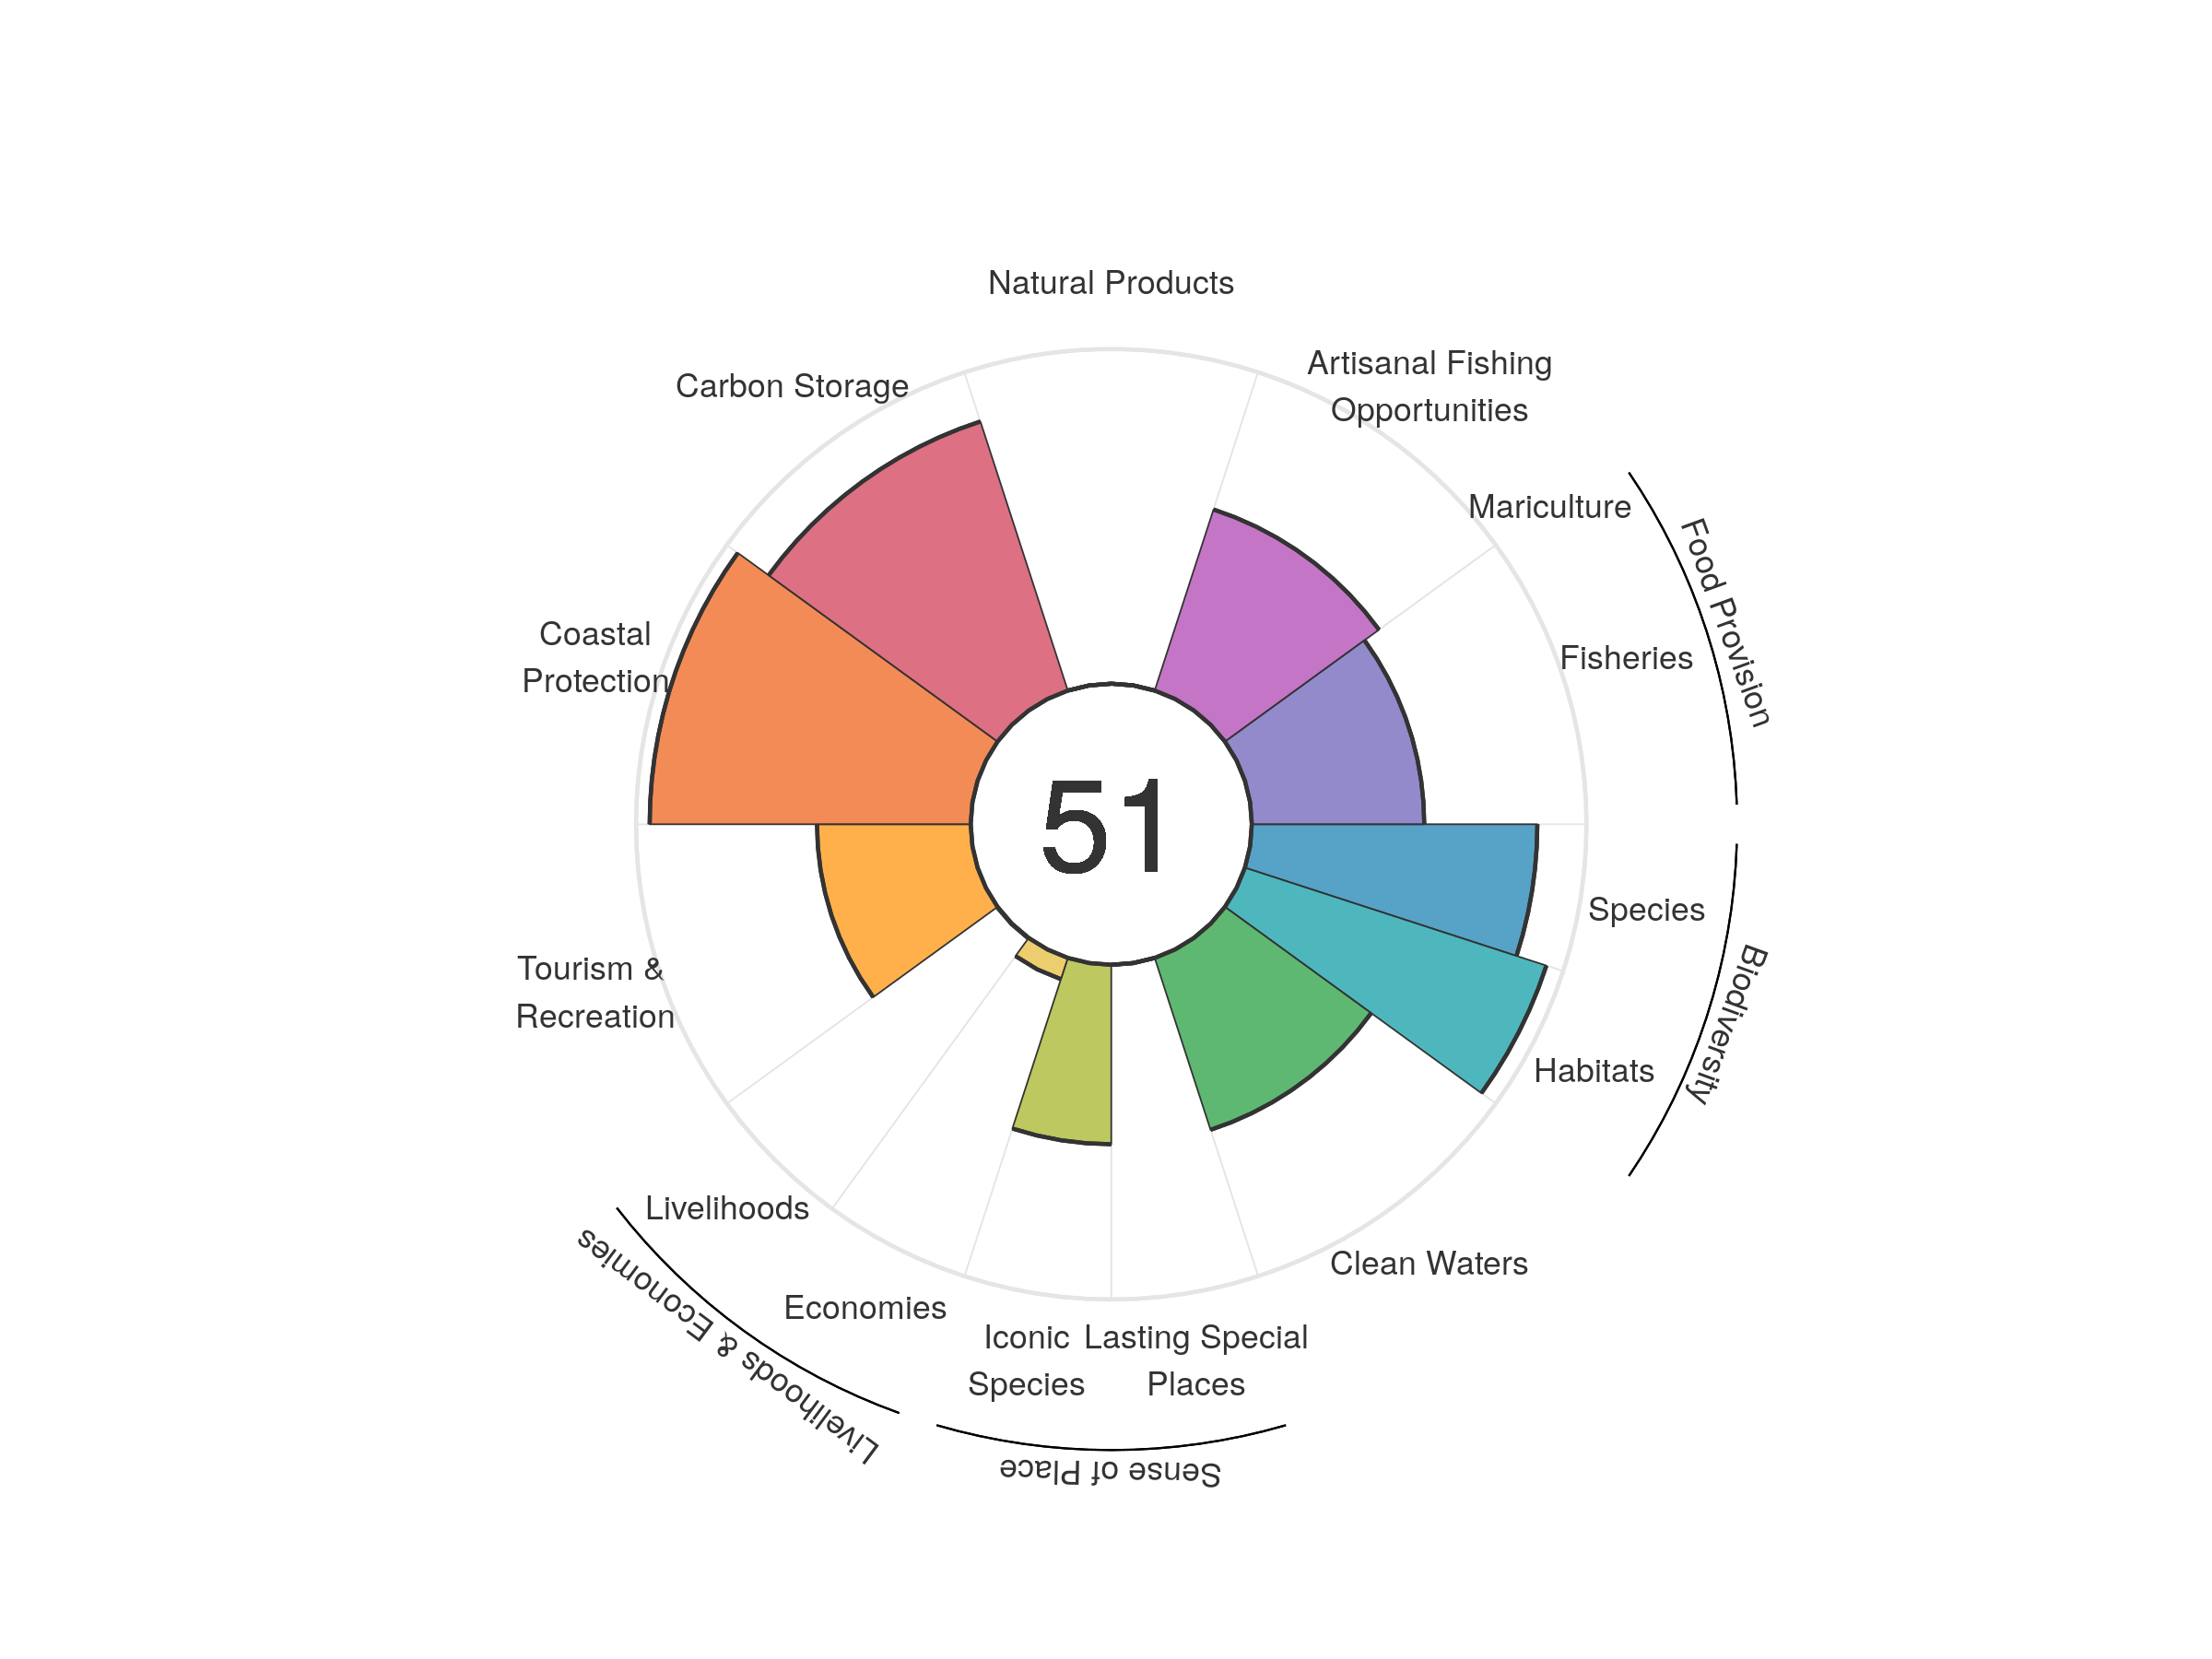 Natural Products
Artisanal Fishing
Opportunities
Carbon Storage
Mariculture
Food Provision
Fisheries
Coastal
Protection
51
Species
Biodiversity
Habitats
Tourism &
Recreation
Livelihoods
Livelihoods & Economies
Economies
Clean Waters
Iconic
Species
Lasting Special
Places
Sense of Place